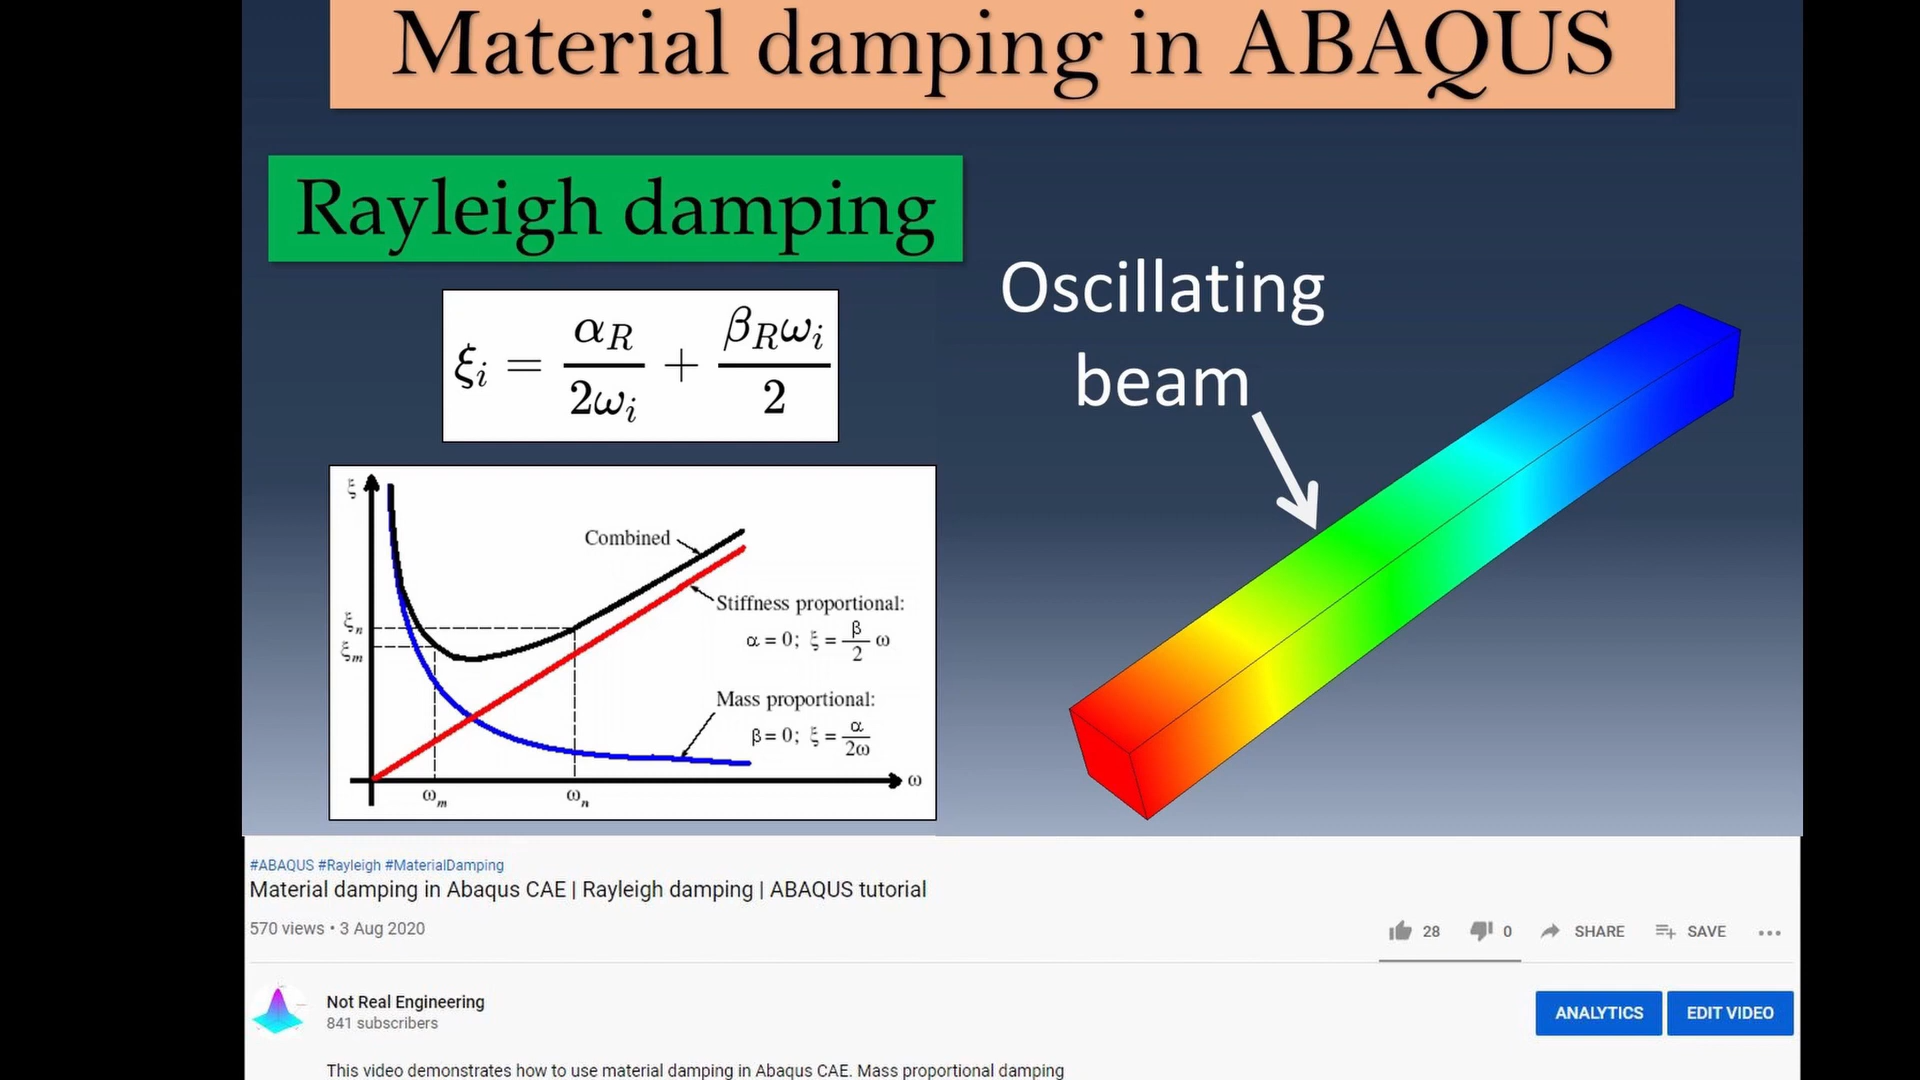 Material damping in ABAQUS
Rayleigh damping
ξᵢ = α_R / 2ωᵢ + β_Rωᵢ / 2
Oscillating
beam
ξ
Combined
ξₙ
ξₘ
Stiffness proportional:
α = 0; ξ = β/2 ω
Mass proportional:
β = 0; ξ = α/2ω
ω
ωₘ
ωₙ
#ABAQUS #Rayleigh #MaterialDamping
Material damping in Abaqus CAE | Rayleigh damping | ABAQUS tutorial
570 views • 3 Aug 2020
28 0 SHARE SAVE
Not Real Engineering
841 subscribers
ANALYTICS EDIT VIDEO
This video demonstrates how to use material damping in Abaqus CAE. Mass proportional damping